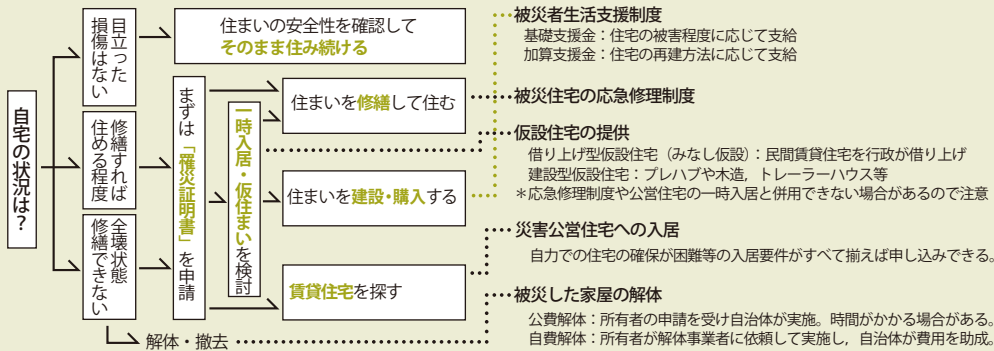 自宅の状況は？
目立った
損傷はない
修繕すれば
住める程度
全壊状態
修繕できない
住まいの安全性を確認して
そのまま住み続ける
まずは「罹災証明書」を申請
一時入居・仮住まいを検討
住まいを修繕して住む
住まいを建設・購入する
賃貸住宅を探す
解体・撤去
被災者生活支援制度
基礎支援金：住宅の被害程度に応じて支給
加算支援金：住宅の再建方法に応じて支給
被災住宅の応急修理制度
仮設住宅の提供
借り上げ型仮設住宅（みなし仮設）：民間賃貸住宅を行政が借り上げ
建設型仮設住宅：プレハブや木造，トレーラーハウス等
＊応急修理制度や公営住宅の一時入居と併用できない場合があるので注意
災害公営住宅への入居
自力での住宅の確保が困難等の入居要件がすべて揃えば申し込みできる。
被災した家屋の解体
公費解体：所有者の申請を受け自治体が実施。時間がかかる場合がある。
自費解体：所有者が解体事業者に依頼して実施し，自治体が費用を助成。